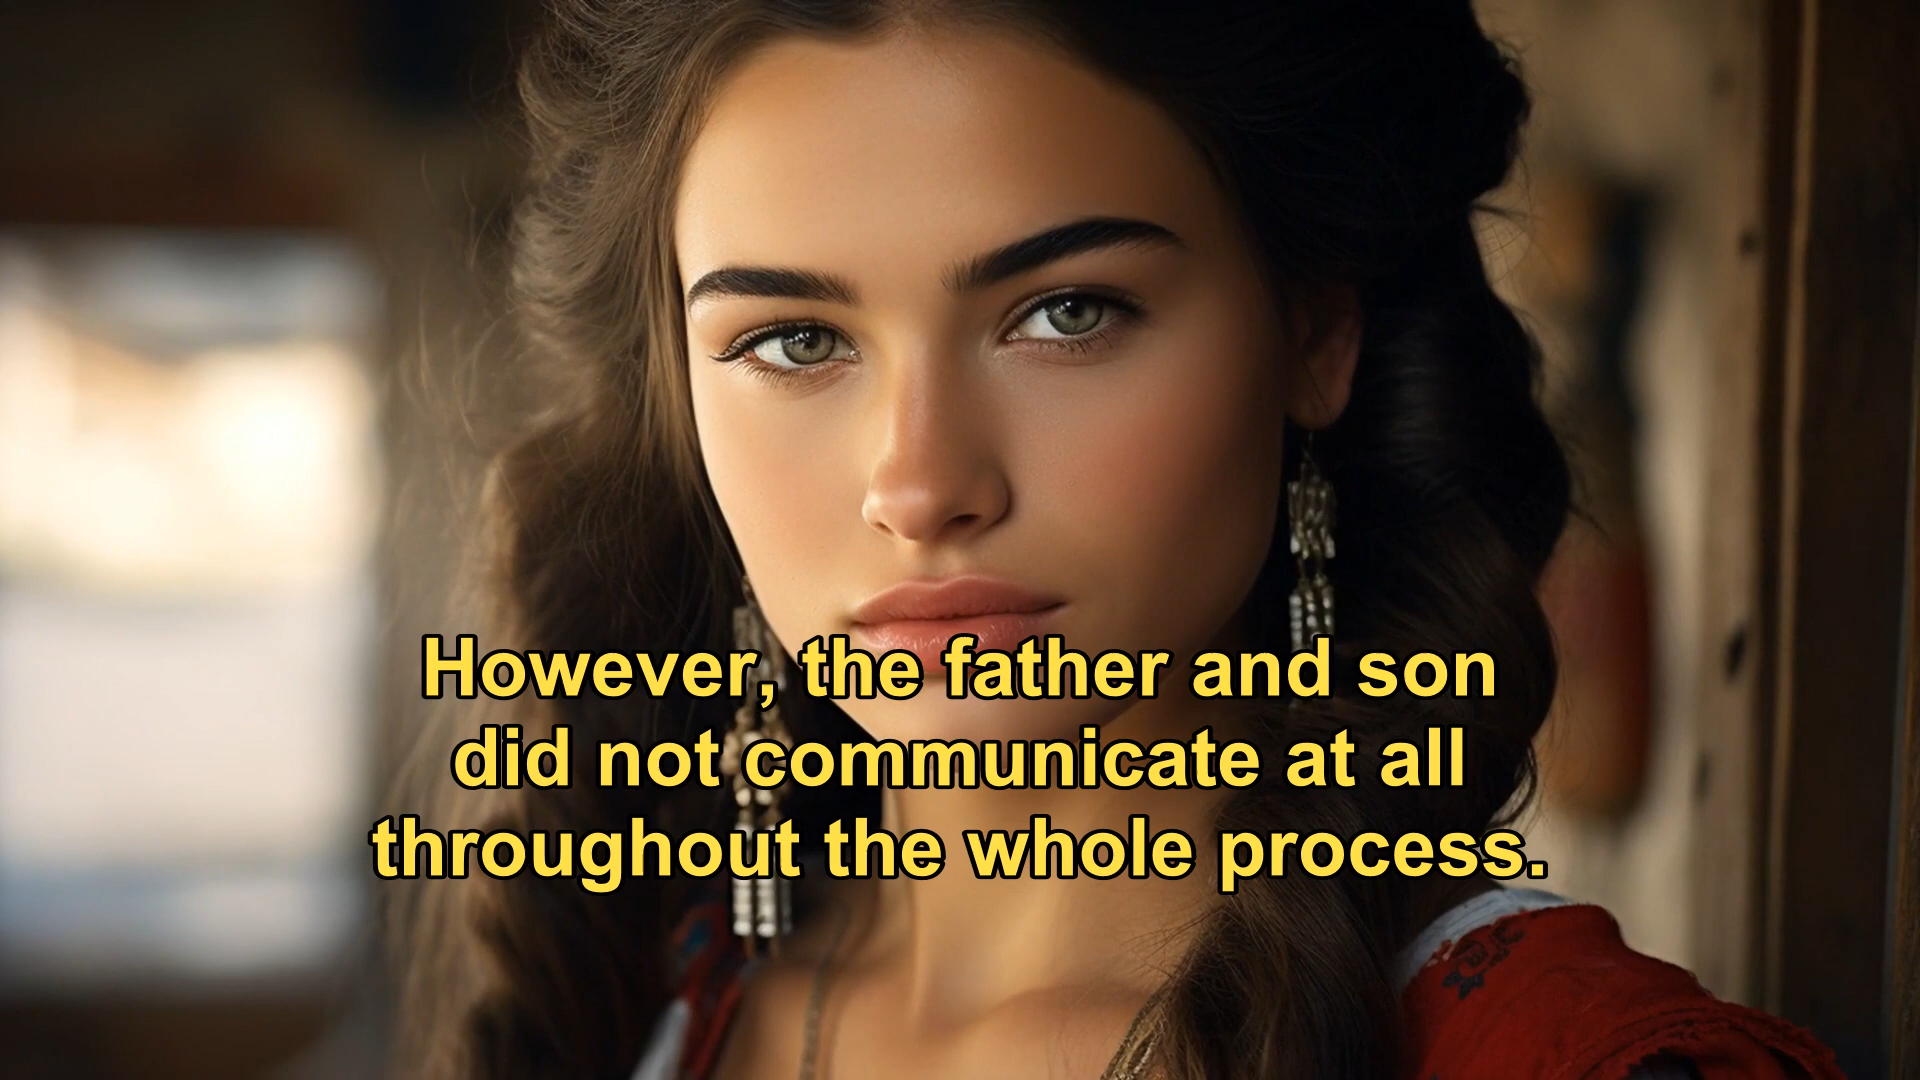 However, the father and son
did not communicate at all
throughout the whole process.